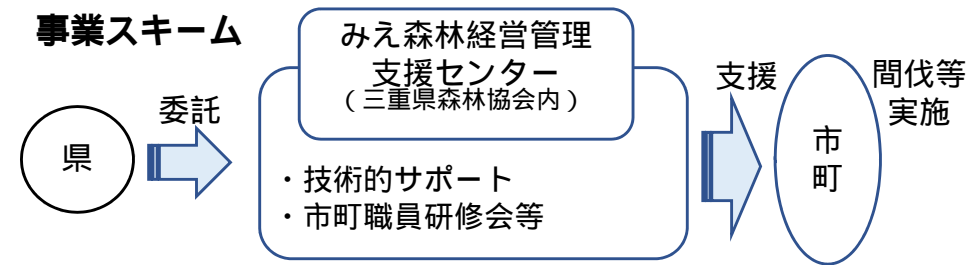 事業スキーム
みえ森林経営管理
支援センター
（三重県森林協会内）
県
委託
・技術的サポート
・市町職員研修会等
支援
市
町
間伐等
実施